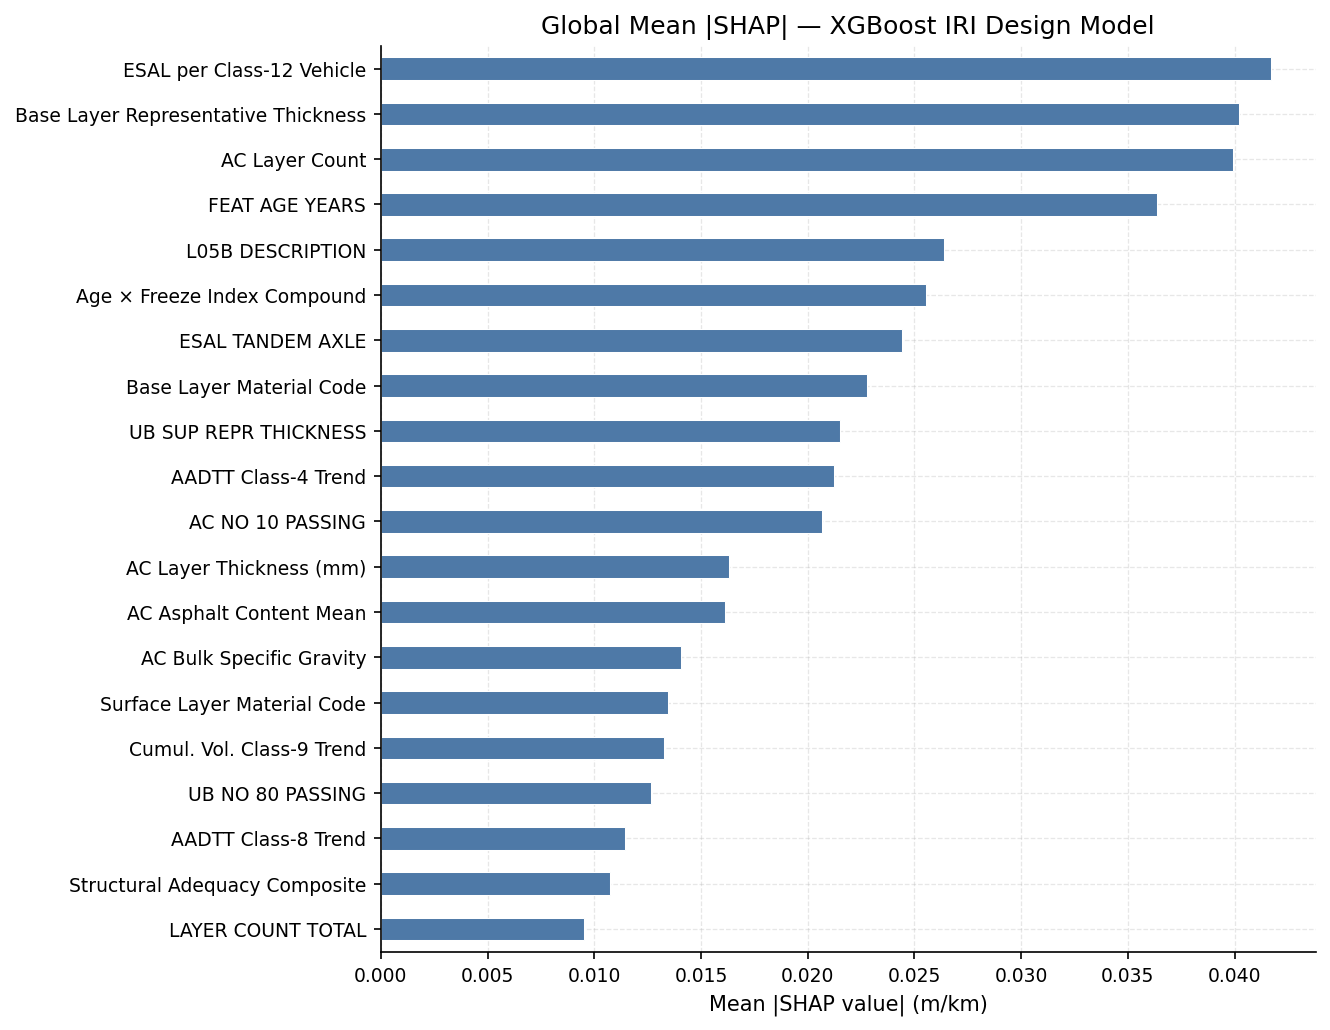 Global Mean |SHAP| — XGBoost IRI Design Model
ESAL per Class-12 Vehicle
Base Layer Representative Thickness
AC Layer Count
FEAT AGE YEARS
L05B DESCRIPTION
Age × Freeze Index Compound
ESAL TANDEM AXLE
Base Layer Material Code
UB SUP REPR THICKNESS
AADTT Class-4 Trend
AC NO 10 PASSING
AC Layer Thickness (mm)
AC Asphalt Content Mean
AC Bulk Specific Gravity
Surface Layer Material Code
Cumul. Vol. Class-9 Trend
UB NO 80 PASSING
AADTT Class-8 Trend
Structural Adequacy Composite
LAYER COUNT TOTAL
0.000 0.005 0.010 0.015 0.020 0.025 0.030 0.035 0.040
Mean |SHAP value| (m/km)